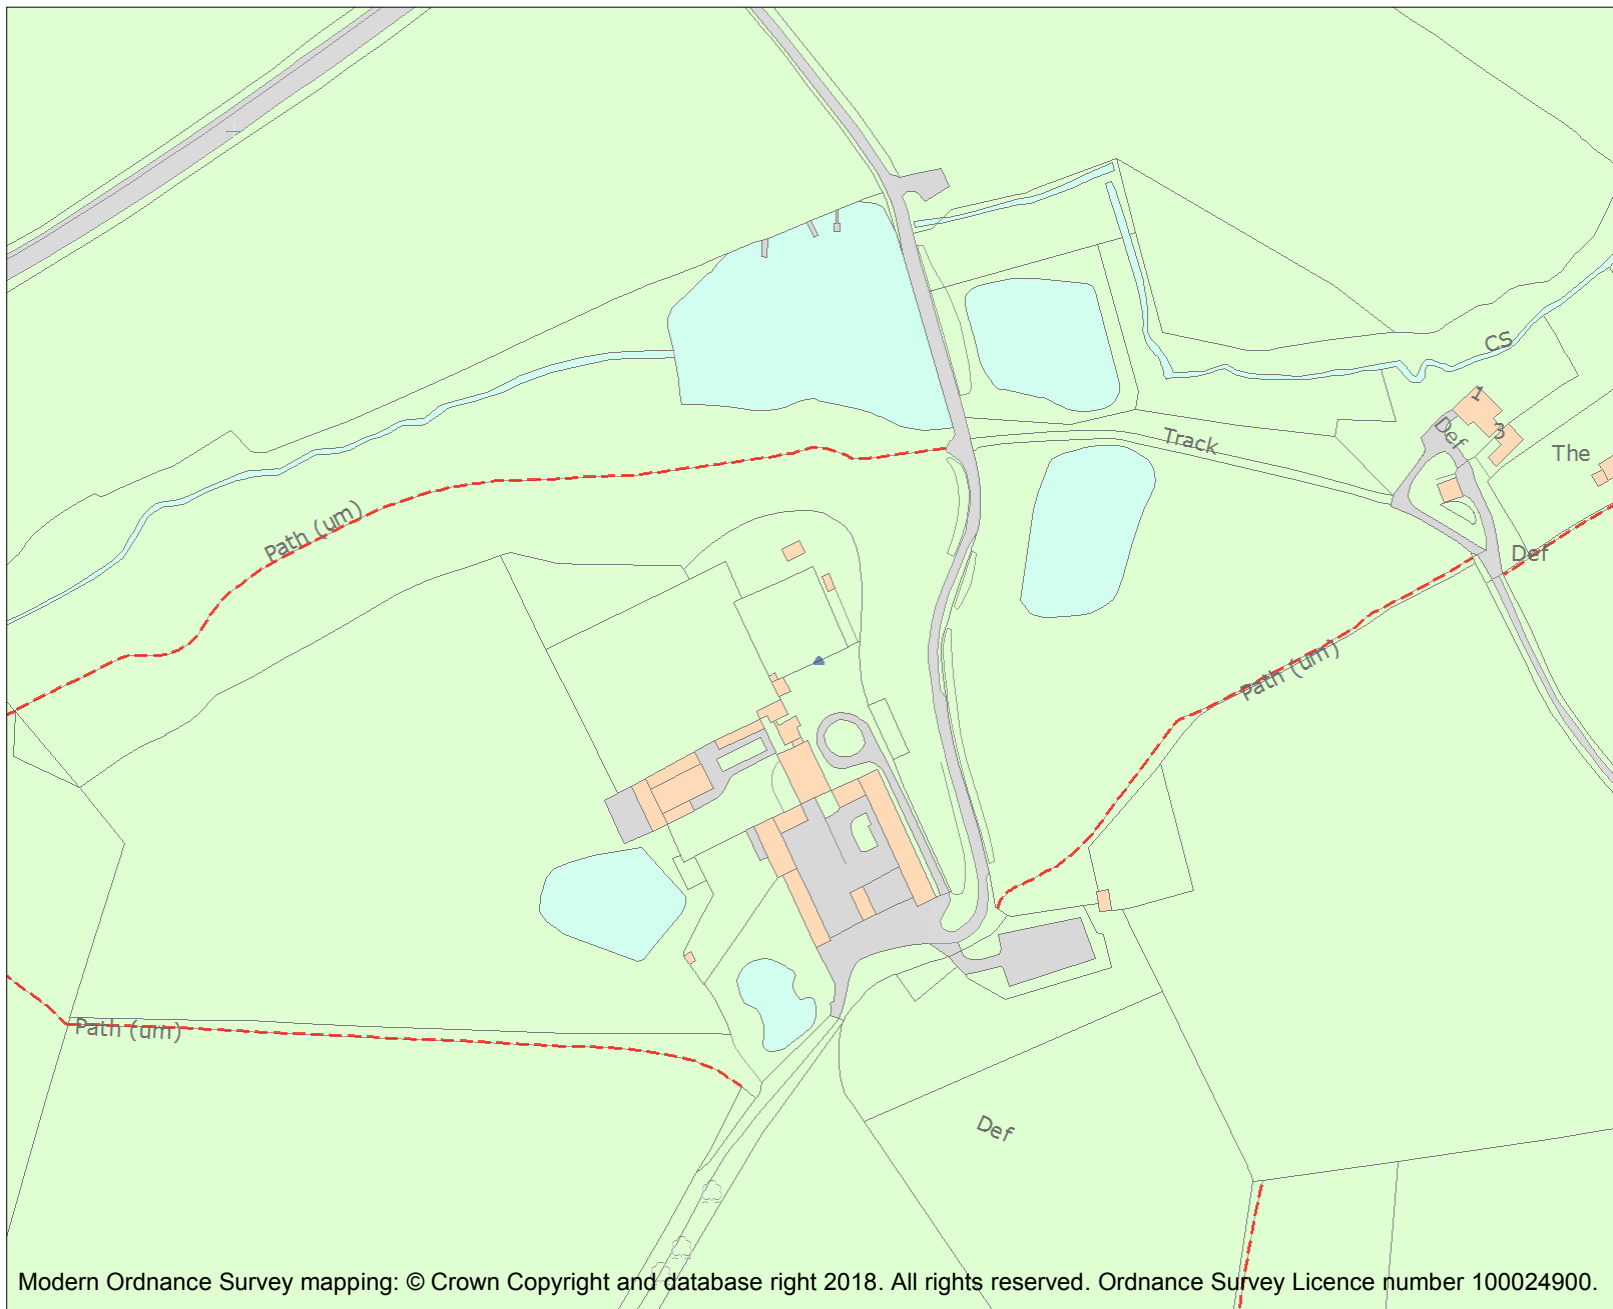 CS
1
Def
3
Track
The
Path (um)
Def
Path (um)
Path (um)
Def
Modern Ordnance Survey mapping: © Crown Copyright and database right 2018. All rights reserved. Ordnance Survey Licence number 100024900.